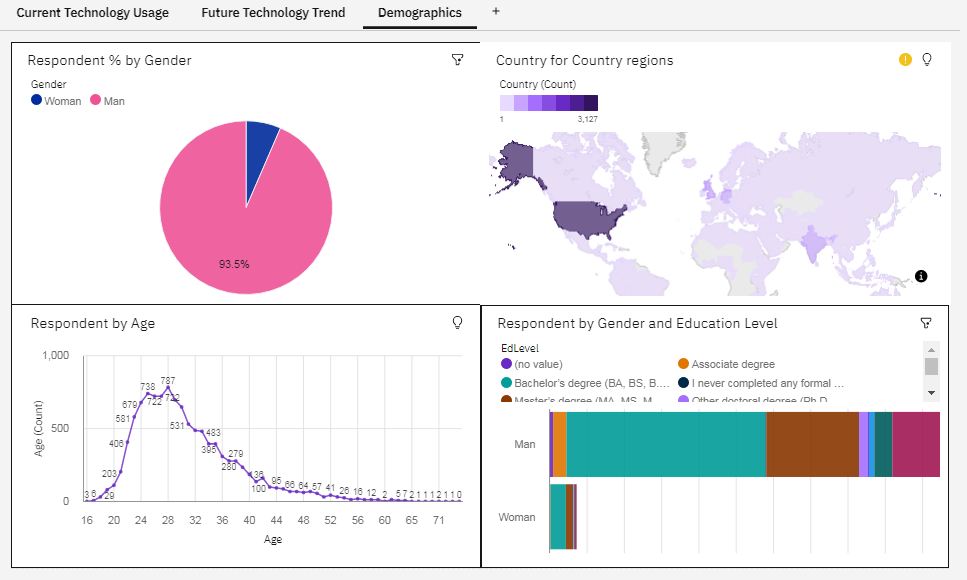 Current Technology Usage
Future Technology Trend
Demographics
+
Respondent % by Gender
Gender
Woman
Man
93.5%
Country for Country regions
Country (Count)
1
3,127
Respondent by Age
1,000
500
0
Age (Count)
3 6 29 203 406 581 679 738 722 787 722 531 483 395 280 279 136 100 95 66 64 57 41 26 16 12 2 5 7 2 1 1 1 2 1 1 0
16 20 24 28 32 36 40 44 48 52 56 60 65 71
Age
Respondent by Gender and Education Level
EdLevel
(no value)
Associate degree
Bachelor's degree (BA, BS, B....
I never completed any formal ...
Master's degree (MA, MS, M
Other doctoral degree (Ph.D
Man
Woman